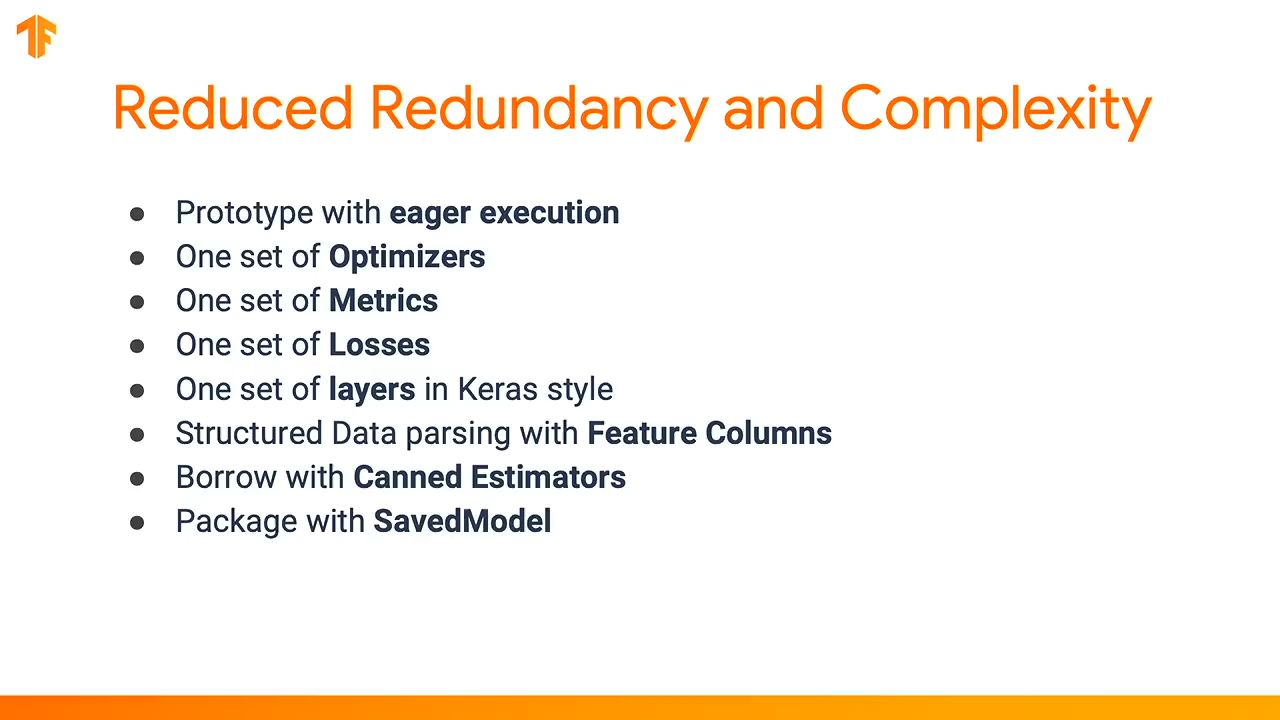 Reduced Redundancy and Complexity
● Prototype with eager execution
● One set of Optimizers
● One set of Metrics
● One set of Losses
● One set of layers in Keras style
● Structured Data parsing with Feature Columns
● Borrow with Canned Estimators
● Package with SavedModel